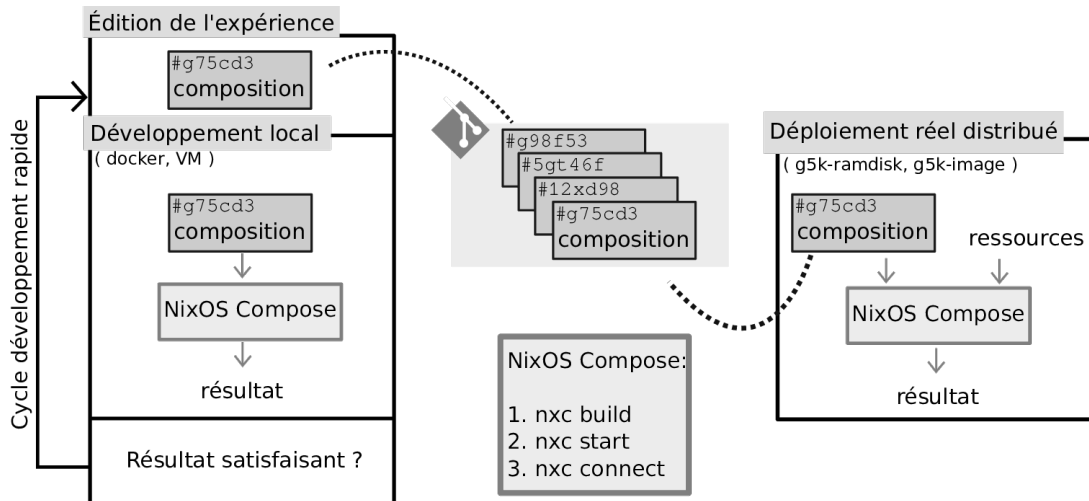 Édition de l'expérience
#g75cd3
composition
Développement local
( docker, VM )
#g75cd3
composition
NixOS Compose
résultat
Résultat satisfaisant ?
Cycle dévelopement rapide
#g98f53
#5gt46f
#12xd98
#g75cd3
composition
NixOS Compose:
1. nxc build
2. nxc start
3. nxc connect
Déploiement réel distribué
( g5k-ramdisk, g5k-image )
#g75cd3
composition
ressources
NixOS Compose
résultat